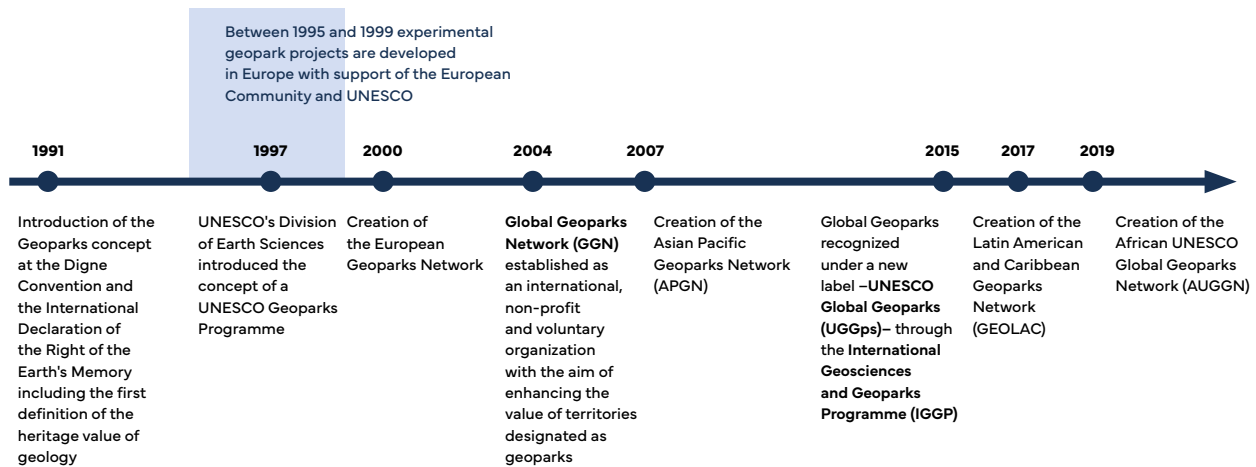 Between 1995 and 1999 experimental
geopark projects are developed
in Europe with support of the European
Community and UNESCO
1991
Introduction of the
Geoparks concept
at the Digne
Convention and
the International
Declaration of
the Right of the
Earth's Memory
including the first
definition of the
heritage value of
geology
1997
UNESCO's Division
of Earth Sciences
introduced the
concept of a
UNESCO Geoparks
Programme
2000
Creation of
the European
Geoparks Network
2004
Global Geoparks
Network (GGN)
established as
an international,
non-profit
and voluntary
organization
with the aim of
enhancing the
value of territories
designated as
geoparks
2007
Creation of the
Asian Pacific
Geoparks Network
(APGN)
2015
Global Geoparks
recognized
under a new
label –UNESCO
Global Geoparks
(UGGps)– through
the International
Geosciences
and Geoparks
Programme (IGGP)
2017
Creation of the
Latin American
and Caribbean
Geoparks
Network
(GEOLAC)
2019
Creation of the
African UNESCO
Global Geoparks
Network (AUGGN)